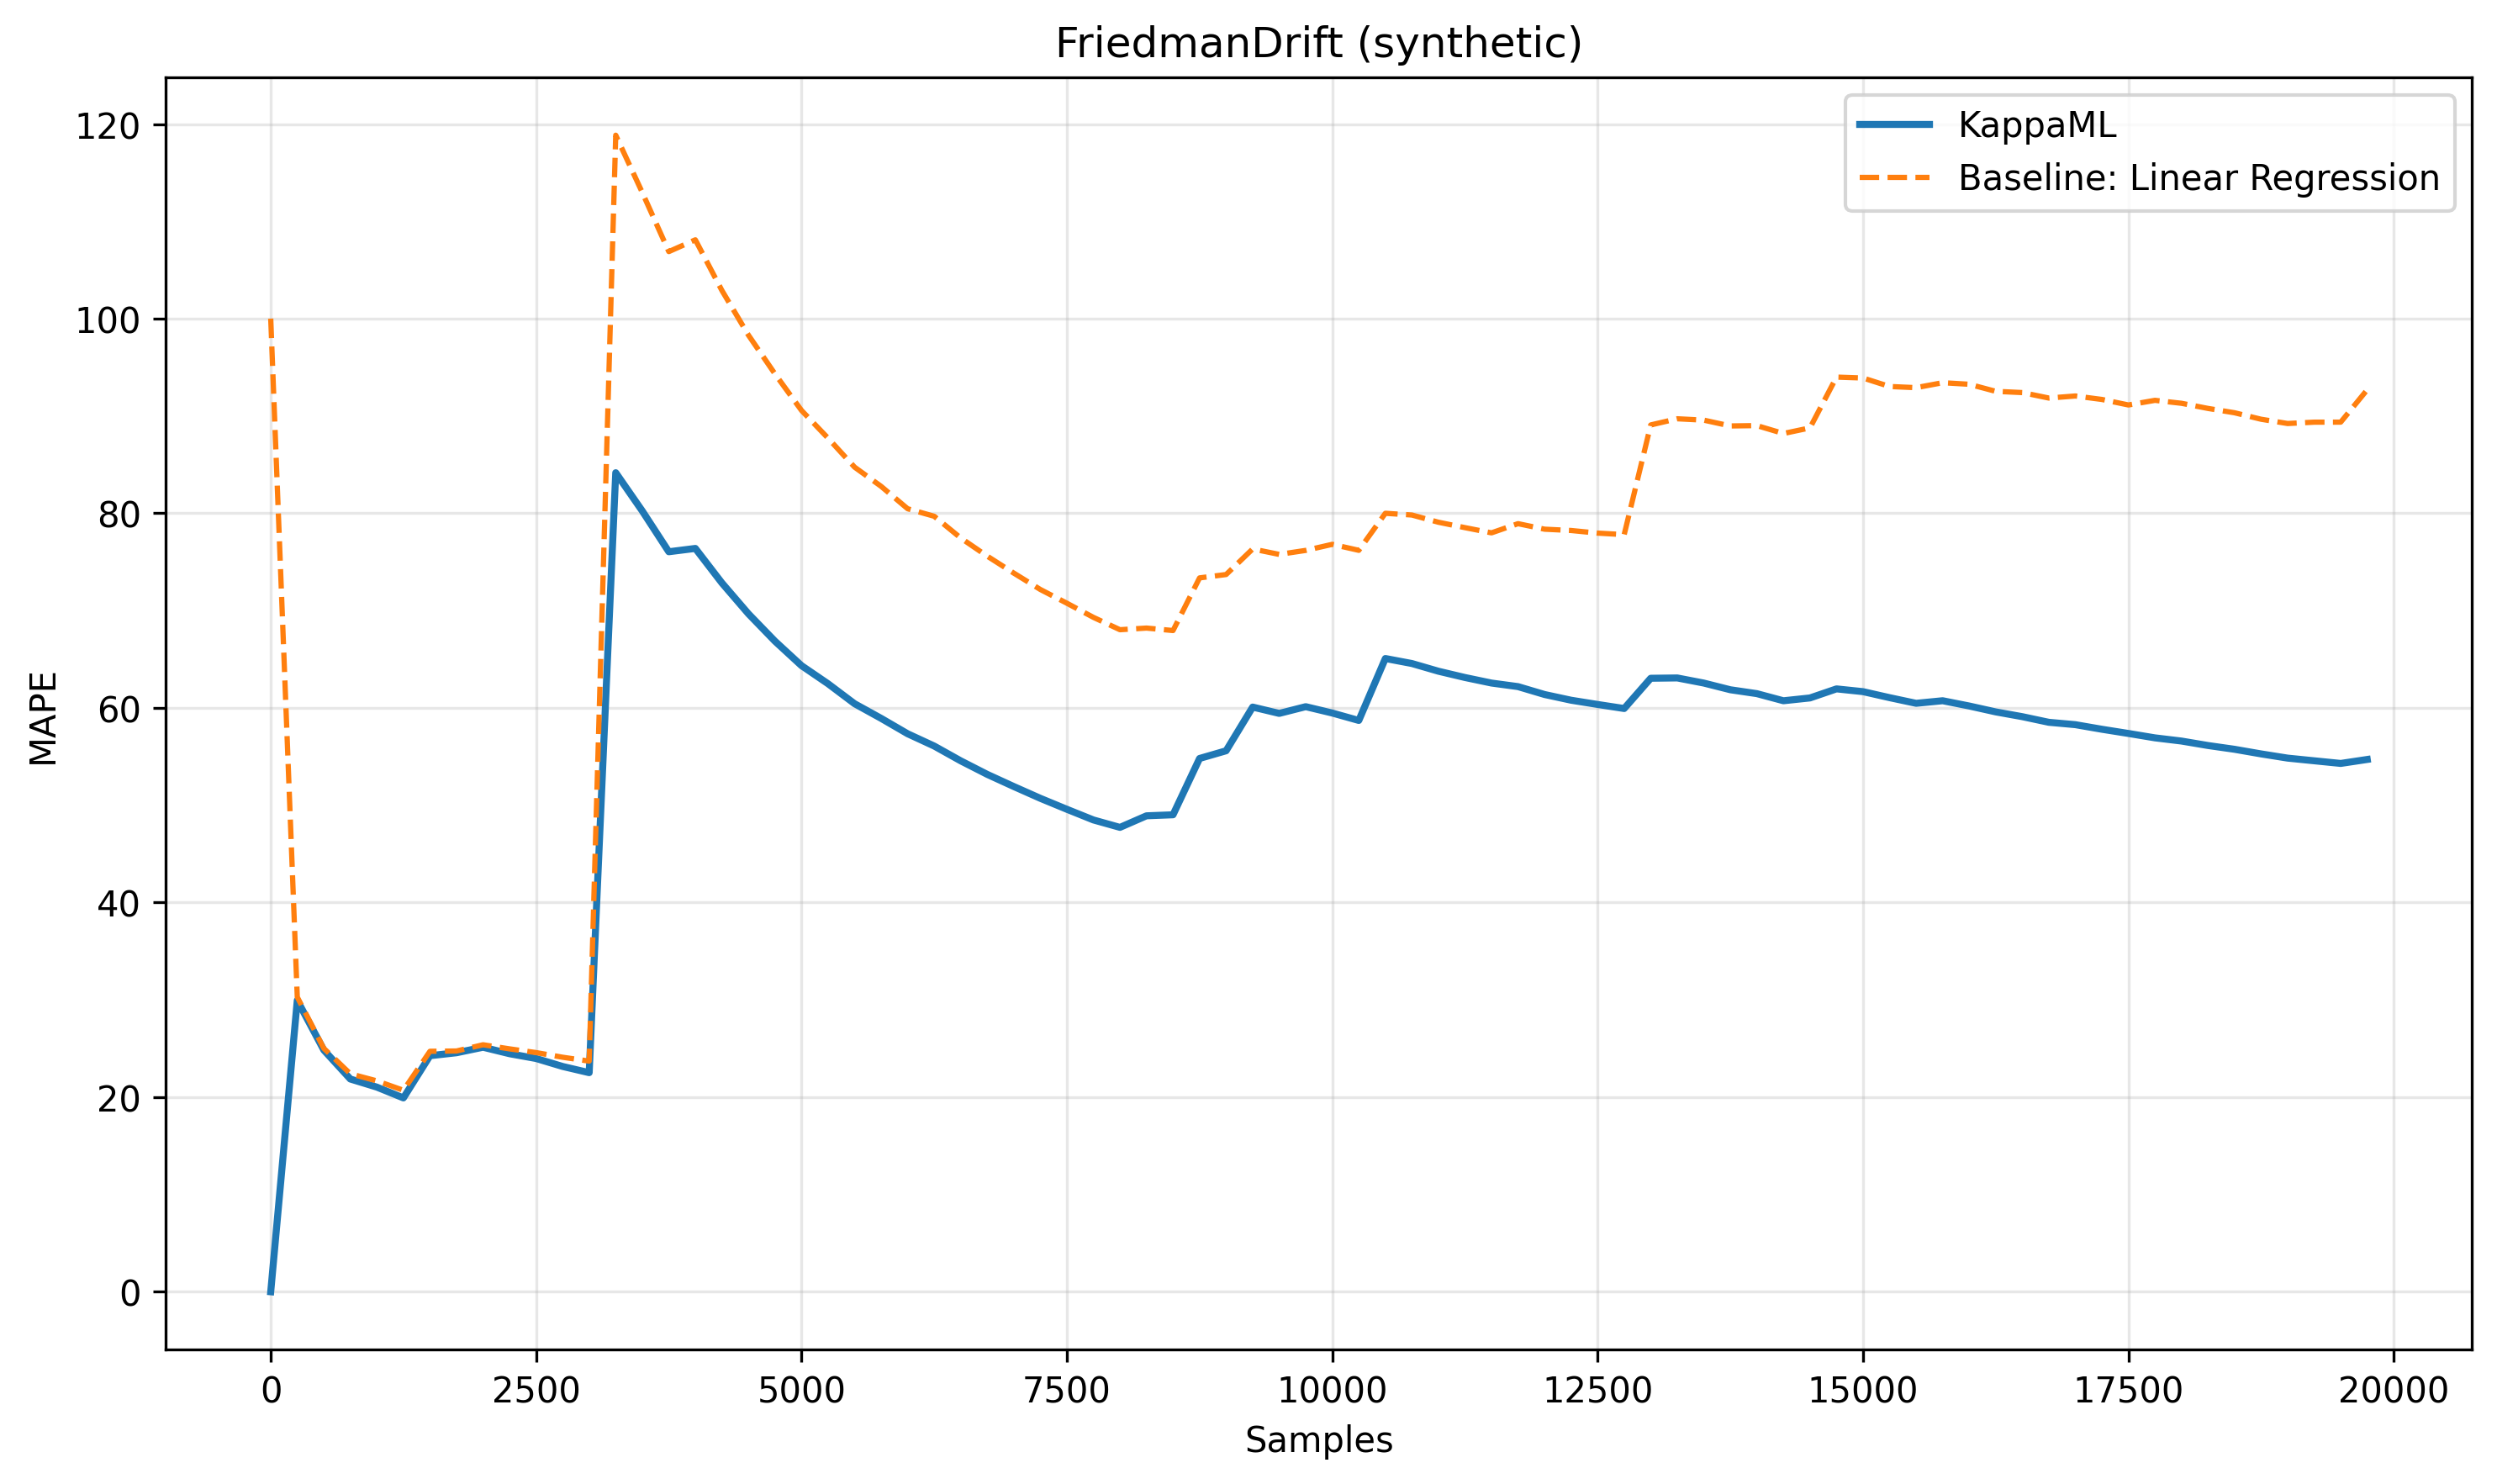 FriedmanDrift (synthetic)
KappaML
Baseline: Linear Regression
MAPE
120
100
80
60
40
20
0
0 2500 5000 7500 10000 12500 15000 17500 20000
Samples